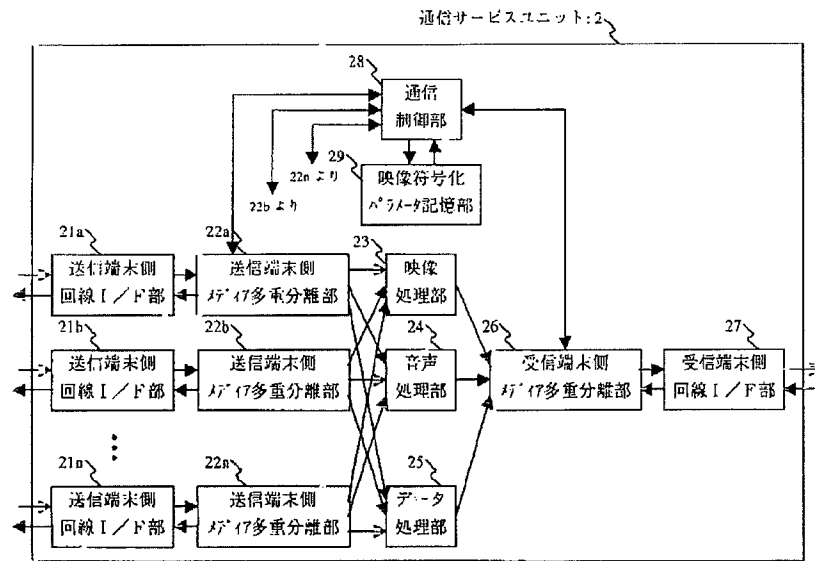 通信サービスユニット:2
28
通信
制御部
29
映像符号化
パラメータ記憶部
22n より
22b より
21a
送信端末側
回線I/F部
22a
送信端末側
メディア多重分離部
23
映像
処理部
21b
送信端末側
回線I/F部
22b
送信端末側
メディア多重分離部
24
音声
処理部
26
受信端末側
メディア多重分離部
27
受信端末側
回線I/F部
21n
送信端末側
回線I/F部
22n
送信端末側
メディア多重分離部
25
データ
処理部